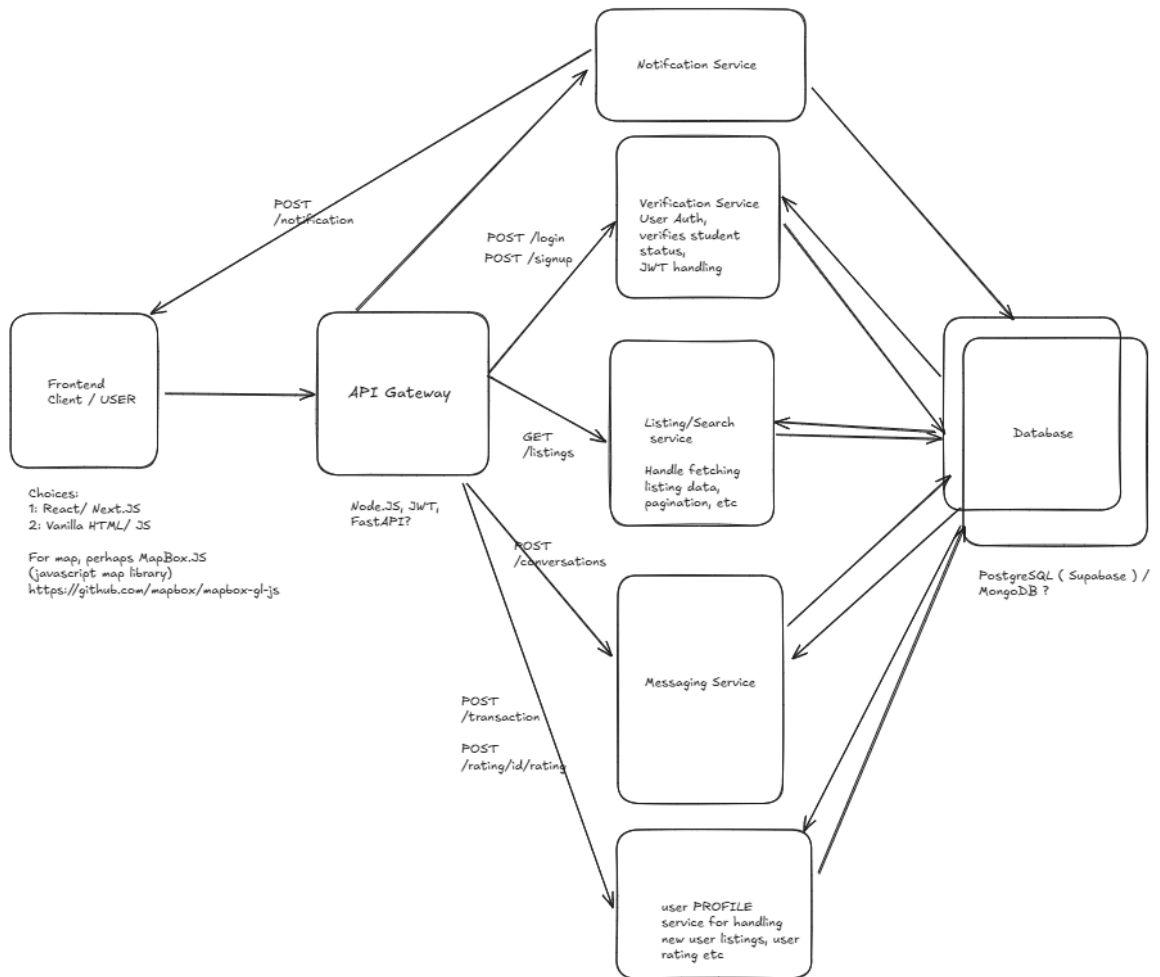 Notifcation Service
POST
/notification
Verification Service
User Auth,
verifies student
status,
JWT handling
POST /login
POST /signup
Frontend
Client / USER
API Gateway
Listing/Search
service
Handle fetching
listing data,
pagination, etc
GET
/listings
Database
Choices:
1: React/ Next.JS
2: Vanilla HTML/ JS
For map, perhaps MapBox.JS
(javascript map library)
https://github.com/mapbox/mapbox-gl-js
Node.JS, JWT,
FastAPI?
POST
/conversations
PostgreSQL ( Supabase ) /
MongoDB ?
Messaging Service
POST
/transaction
POST
/rating/id/rating
user PROFILE
service for handling
new user listings, user
rating etc